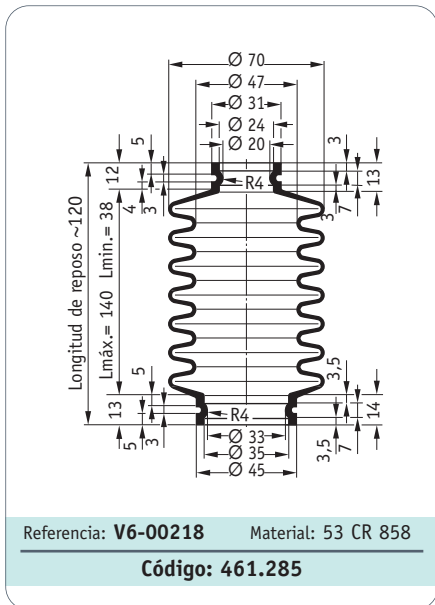 Ø 70
Ø 47
Ø 31
Ø 24
Ø 20
5
3
12
R4
13
4
3
3
7
Longitud de reposo ~120
Lmáx.= 140 Lmin.= 38
5
3,5
13
R4
14
3
5
Ø 33
3,5
7
Ø 35
Ø 45
Referencia: V6-00218 Material: 53 CR 858
Código: 461.285